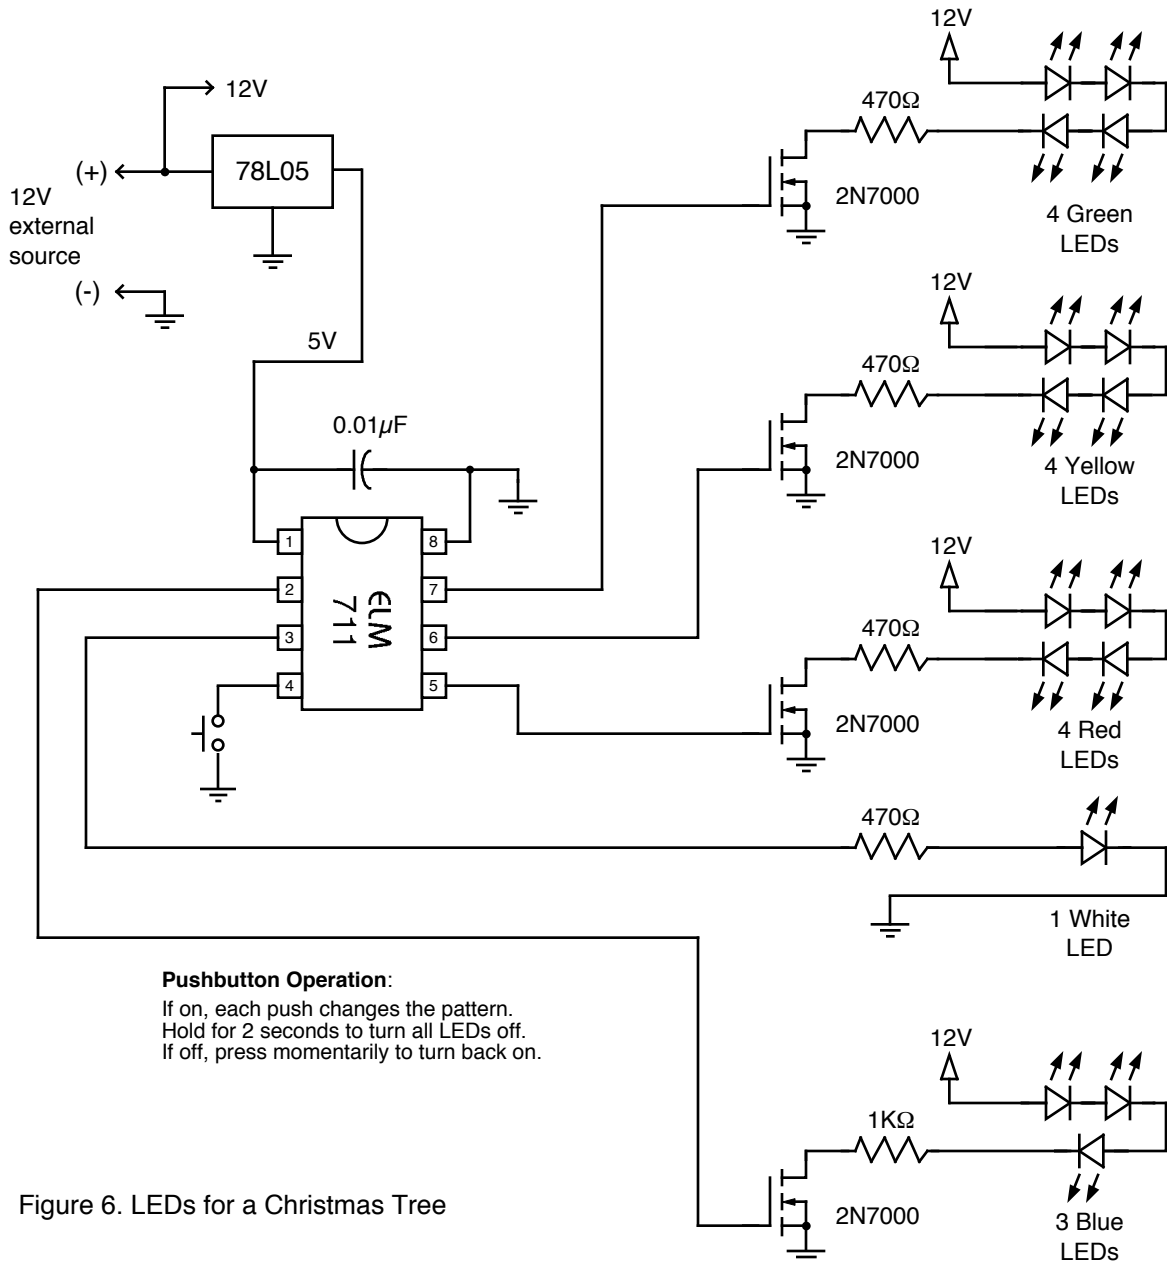 12V
12V
470Ω
(+)
78L05
12V
external
source
2N7000
4 Green
LEDs
(-)
12V
5V
470Ω
0.01µF
2N7000
4 Yellow
LEDs
1
8
12V
2
7
ELM
711
3
6
470Ω
4
5
2N7000
4 Red
LEDs
470Ω
1 White
LED
Pushbutton Operation:
If on, each push changes the pattern.
Hold for 2 seconds to turn all LEDs off.
If off, press momentarily to turn back on.
12V
1KΩ
Figure 6. LEDs for a Christmas Tree
2N7000
3 Blue
LEDs